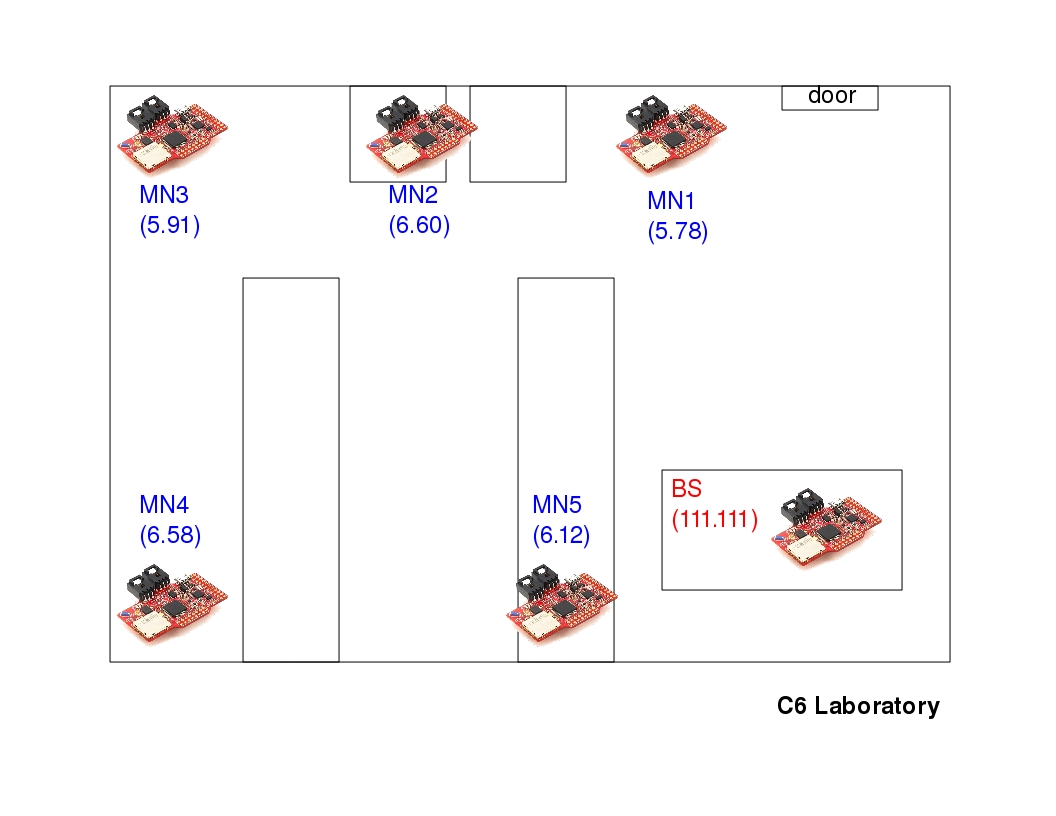 door
MN3
(5.91)
MN2
(6.60)
MN1
(5.78)
MN4
(6.58)
MN5
(6.12)
BS
(111.111)
C6 Laboratory